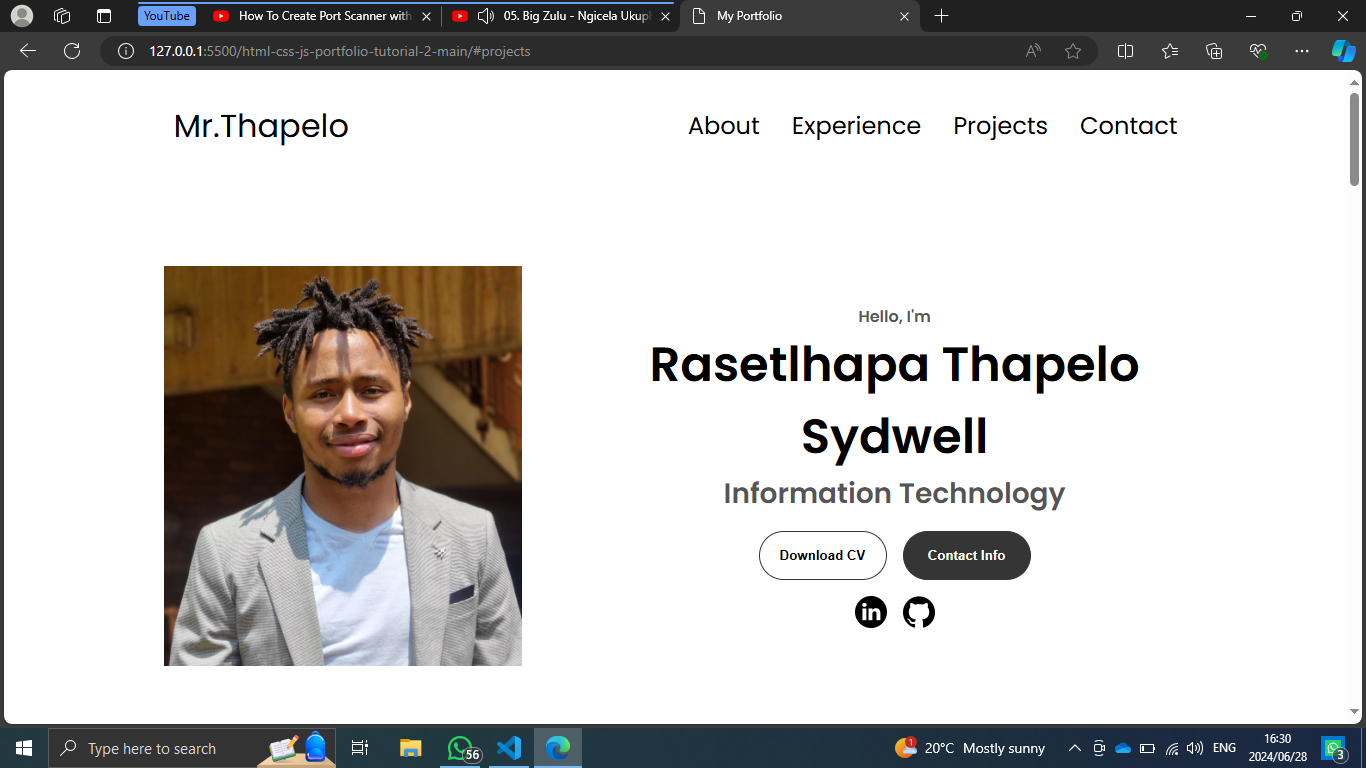 YouTube
How To Create Port Scanner with
05. Big Zulu - Ngicela Ukuph
My Portfolio
127.0.0.1:5500/html-css-js-portfolio-tutorial-2-main/#projects
Mr.Thapelo
About Experience Projects Contact
Hello, I'm
Rasetlhapa Thapelo
Sydwell
Information Technology
Download CV Contact Info
in
Type here to search
56
1
20°C Mostly sunny
ENG
16:30
2024/06/28
3